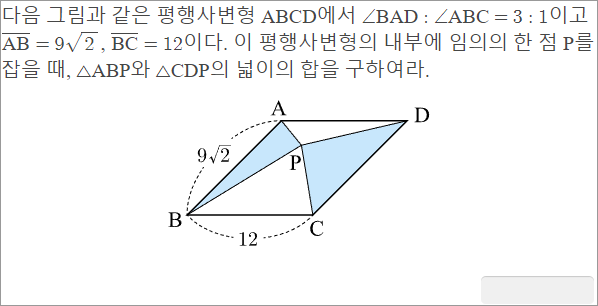 다음 그림과 같은 평행사변형 ABCD에서 ∠BAD : ∠ABC = 3 : 1이고
A̅B̅ = 9√2 , B̅C̅ = 12이다. 이 평행사변형의 내부에 임의의 한 점 P를
잡을 때, △ABP와 △CDP의 넓이의 합을 구하여라.
A
D
9√2
P
B
C
12